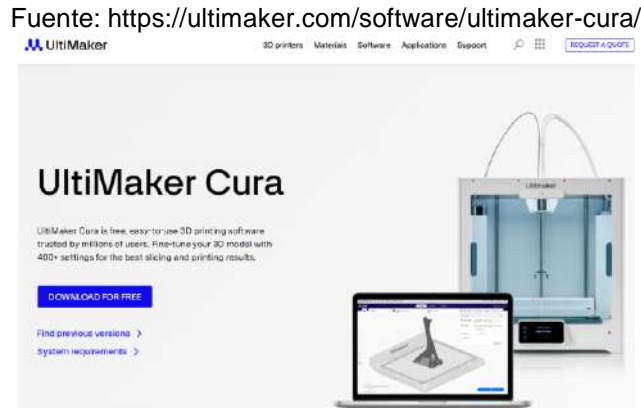 Fuente: https://ultimaker.com/software/ultimaker-cura/
UltiMaker
3D printers Materials Software Applications Support
REQUEST A QUOTE
UltiMaker Cura
UltiMaker Cura is free, easy-to-use 3D printing software
trusted by millions of users. Fine-tune your 3D model with
400+ settings for the best slicing and printing results.
DOWNLOAD FOR FREE
Find previous versions
System requirements
Ultimaker